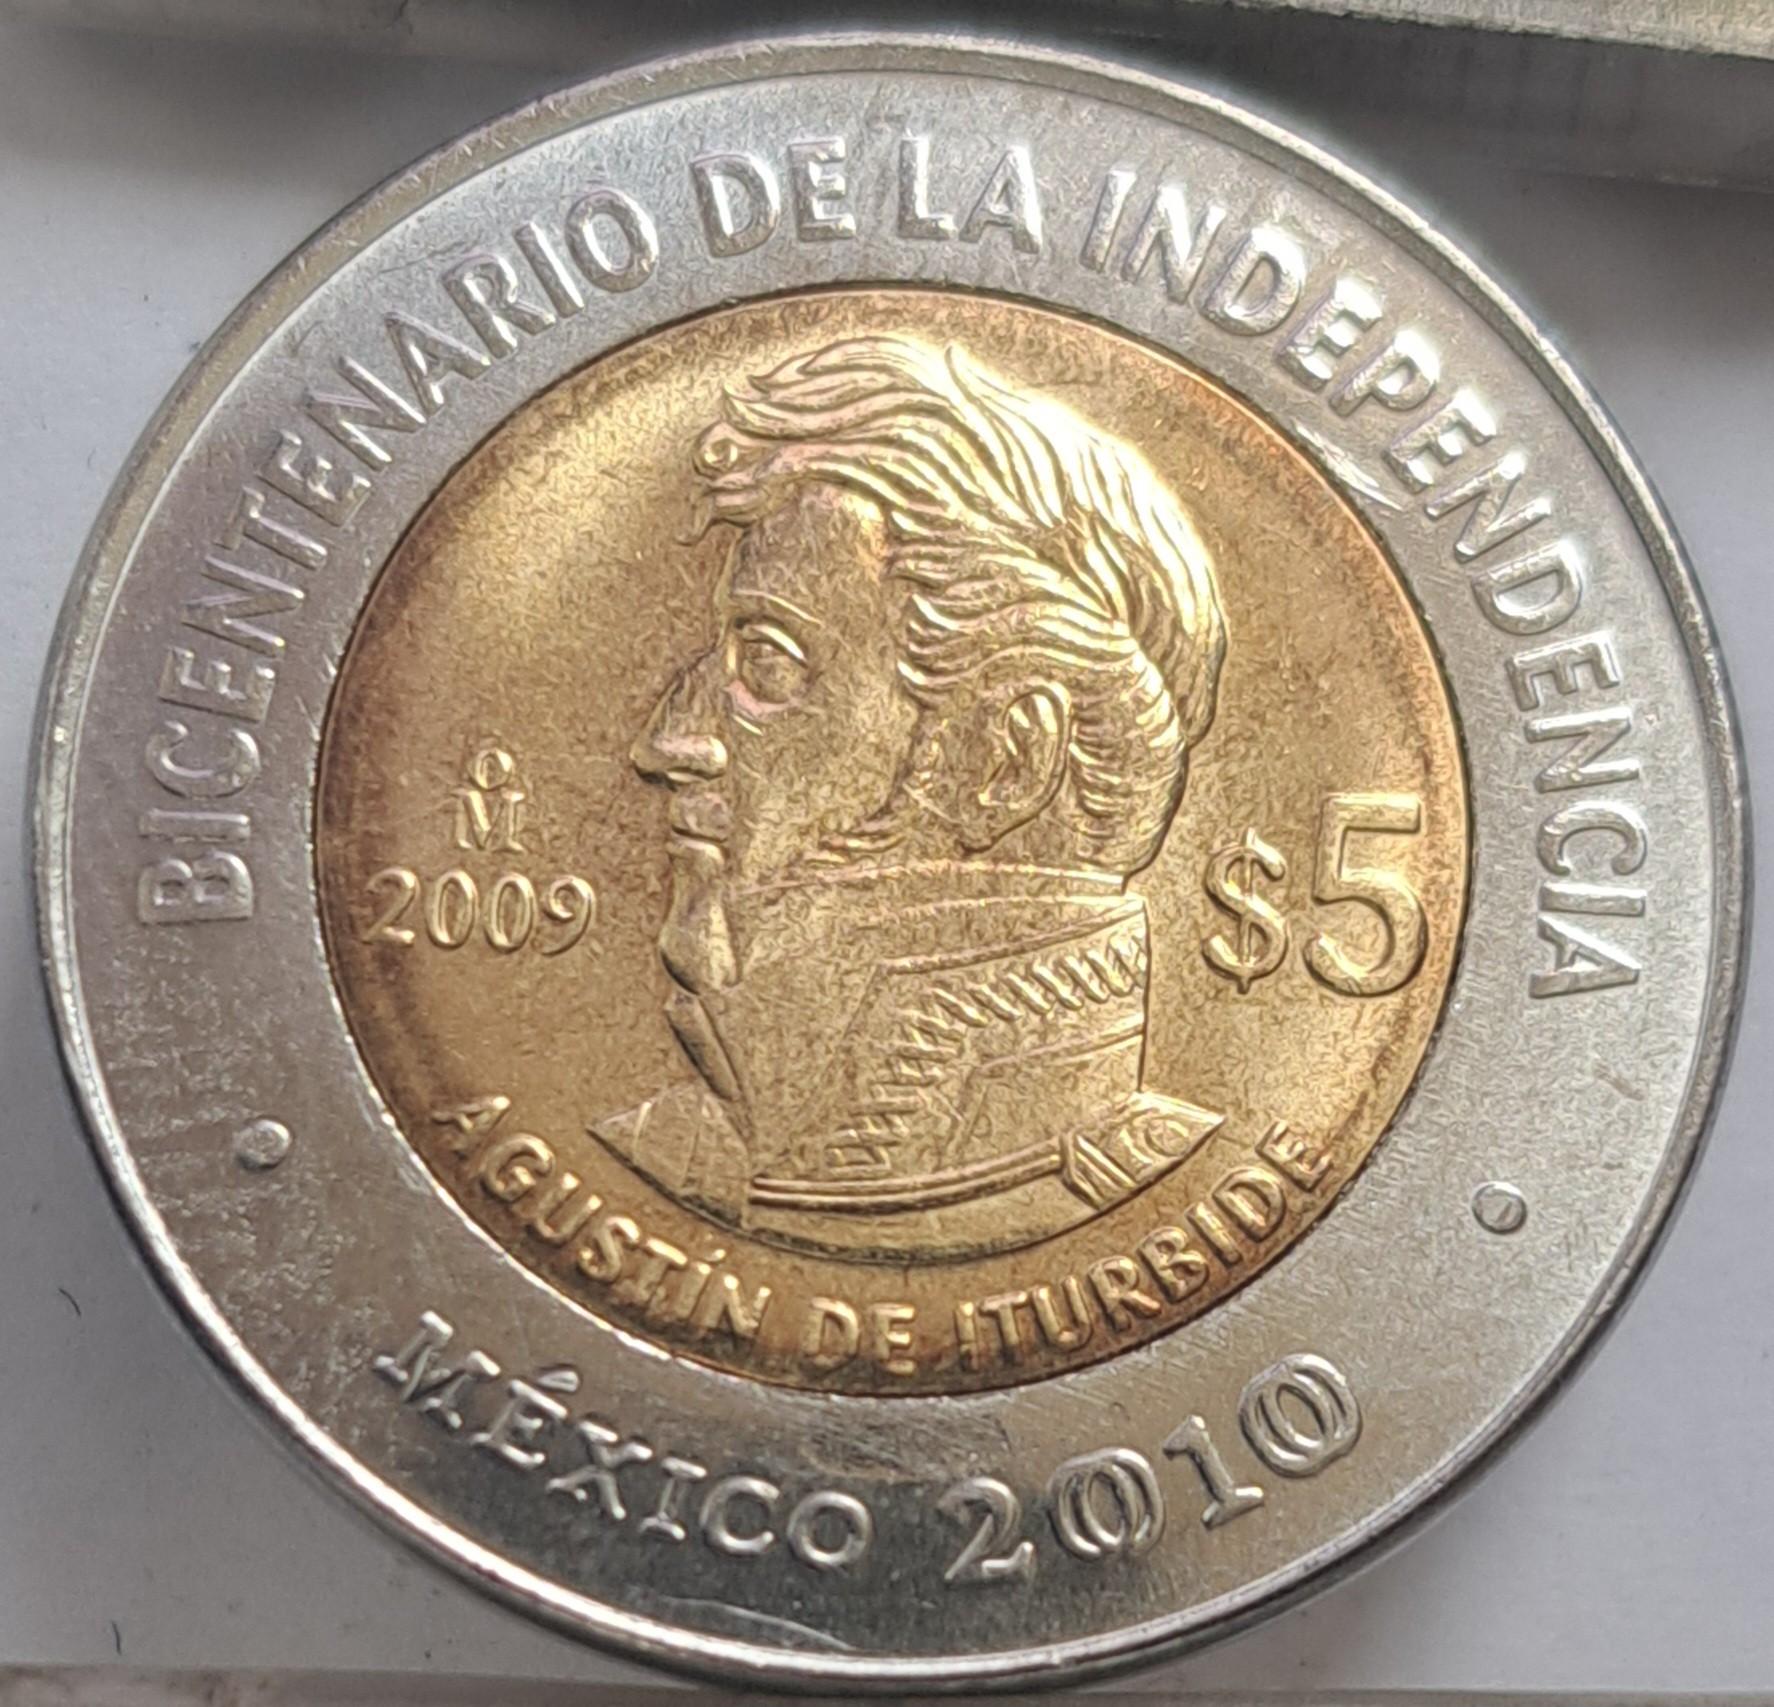 BICENTENARIO DE LA INDEPENDENCIA
o
M
2009
$5
AGUSTÍN DE ITURBIDE
MÉXICO 2010